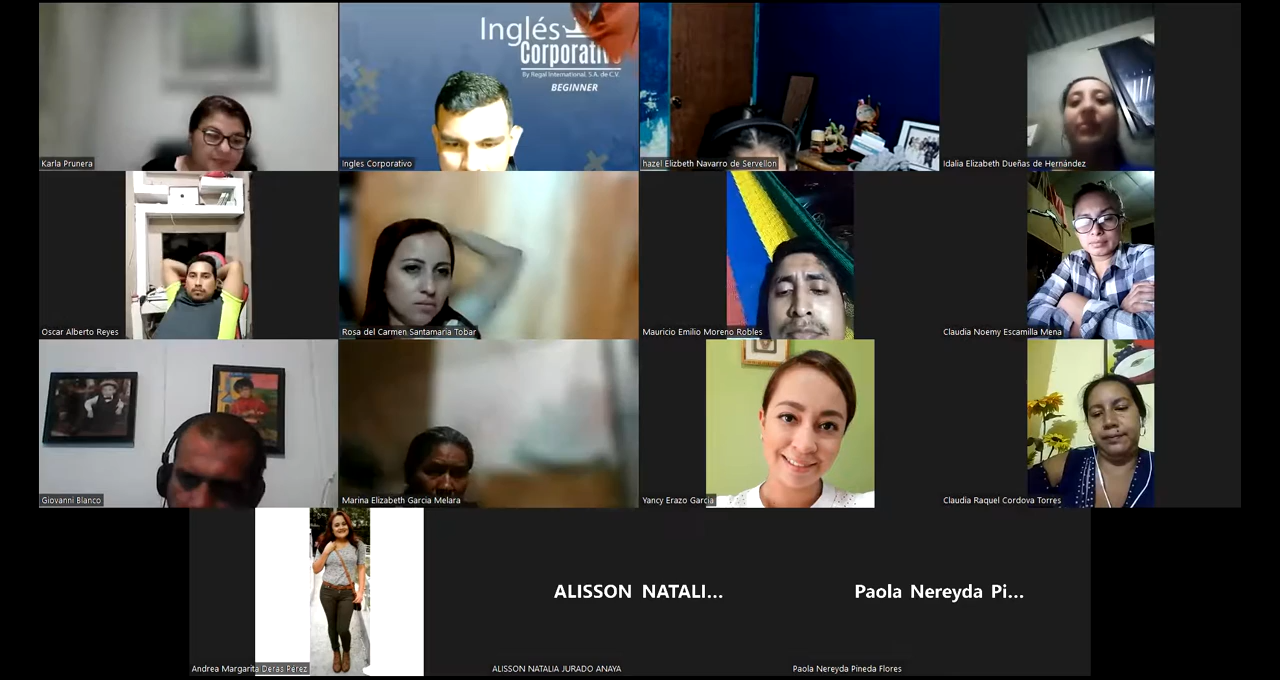 Inglés
Corporativo
By Regal International, S.A. de C.V.
BEGINNER
Karla Prunera
Ingles Corporativo
hazel Elizbeth Navarro de Servellon
Idalia Elizabeth Dueñas de Hernández
Oscar Alberto Reyes
Rosa del Carmen Santamaria Tobar
Mauricio Emilio Moreno Robles
Claudia Noemy Escamilla Mena
Giovanni Blanco
Marina Elizabeth Garcia Melara
Yancy Erazo Garcia
Claudia Raquel Cordova Torres
ALISSON NATALI...
Paola Nereyda Pi...
Andrea Margarita Deras Pérez
ALISSON NATALIA JURADO ANAYA
Paola Nereyda Pineda Flores